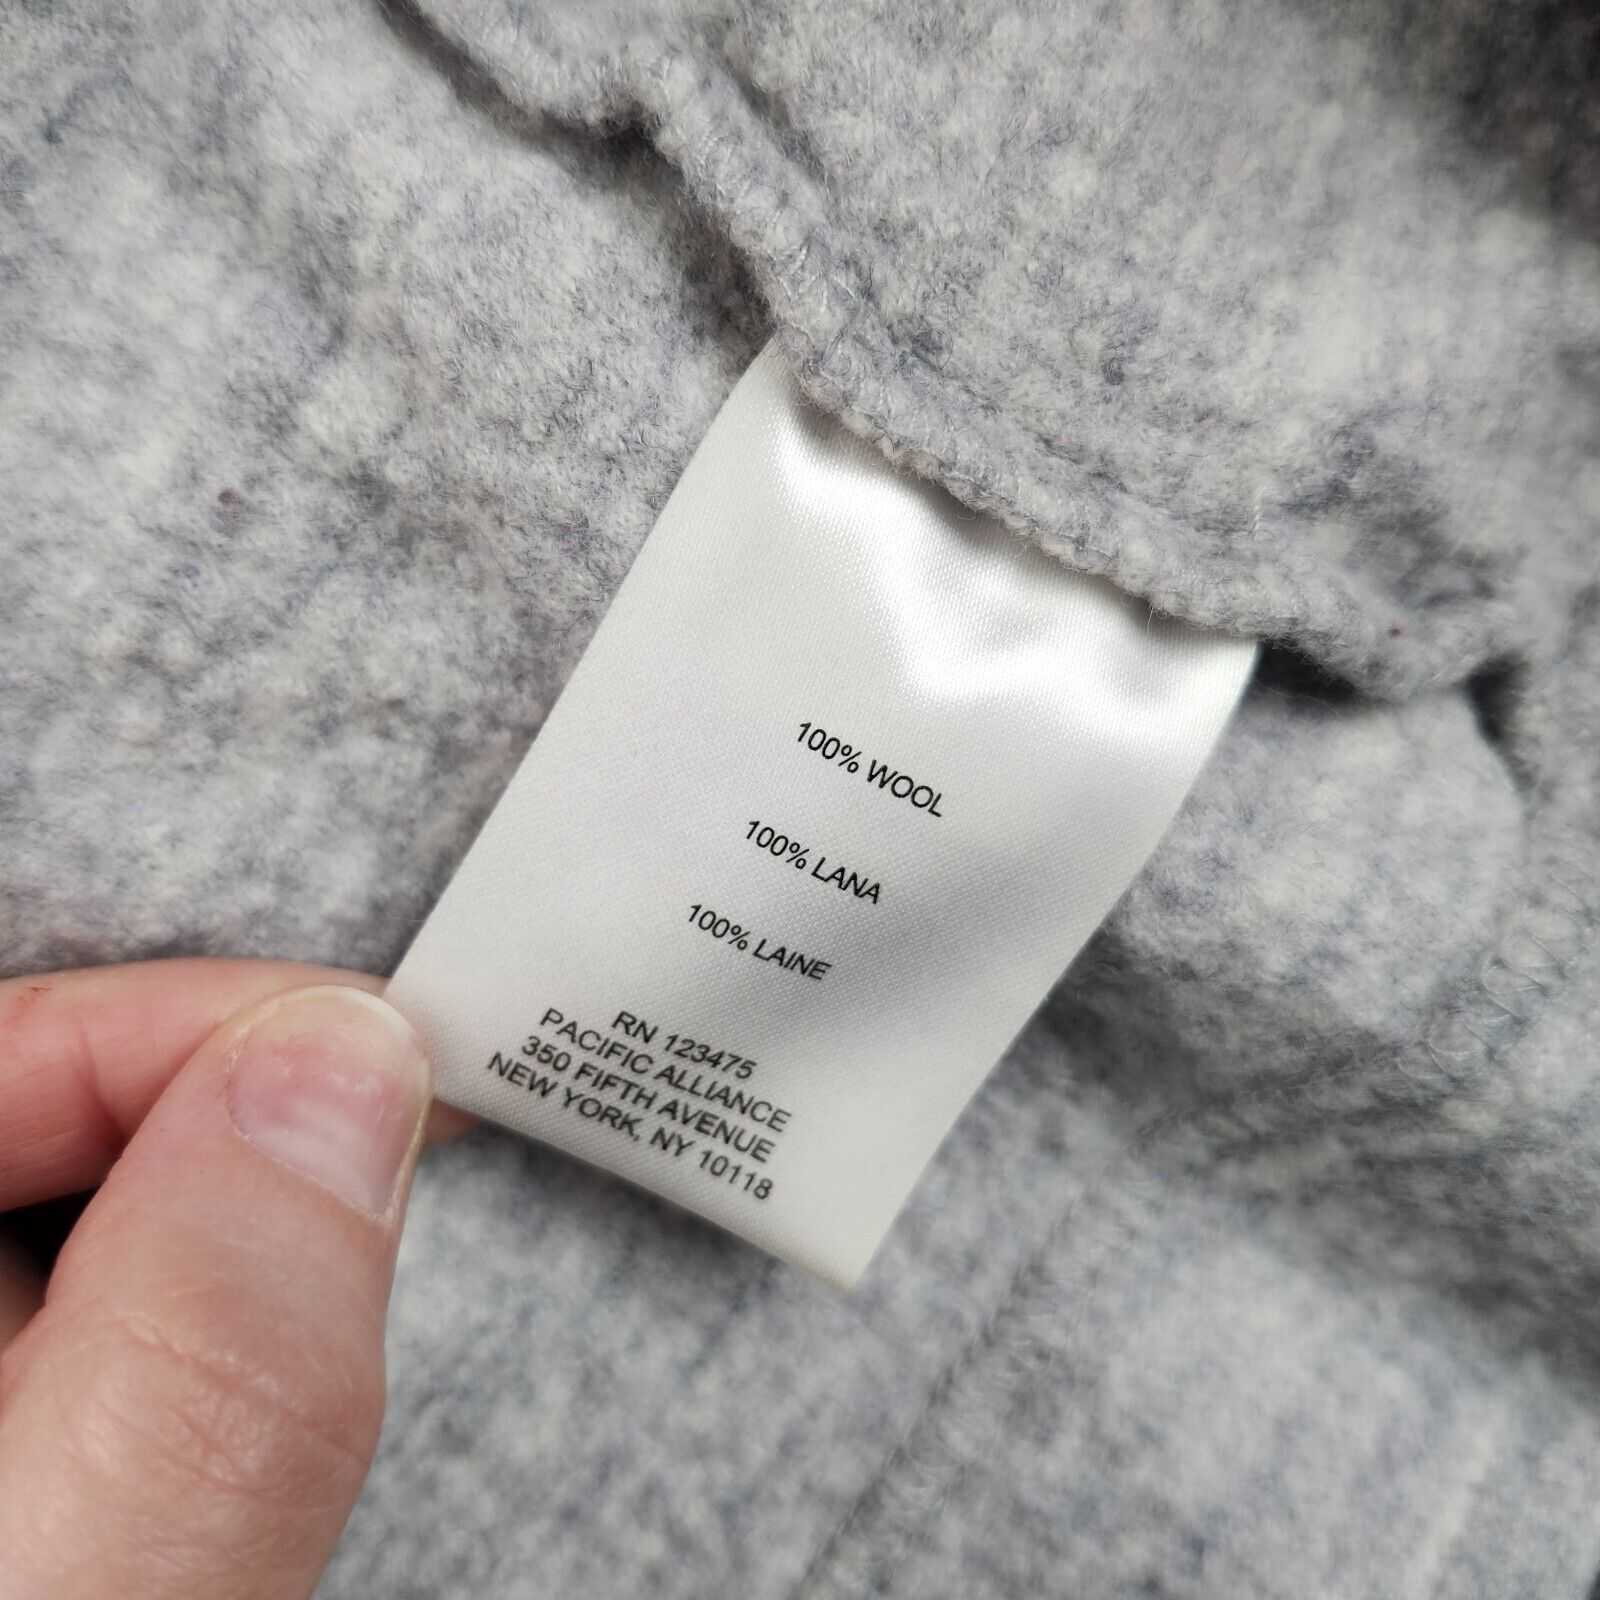 100% WOOL
100% LANA
100% LAINE
RN 123475
PACIFIC ALLIANCE
350 FIFTH AVENUE
NEW YORK, NY 10118